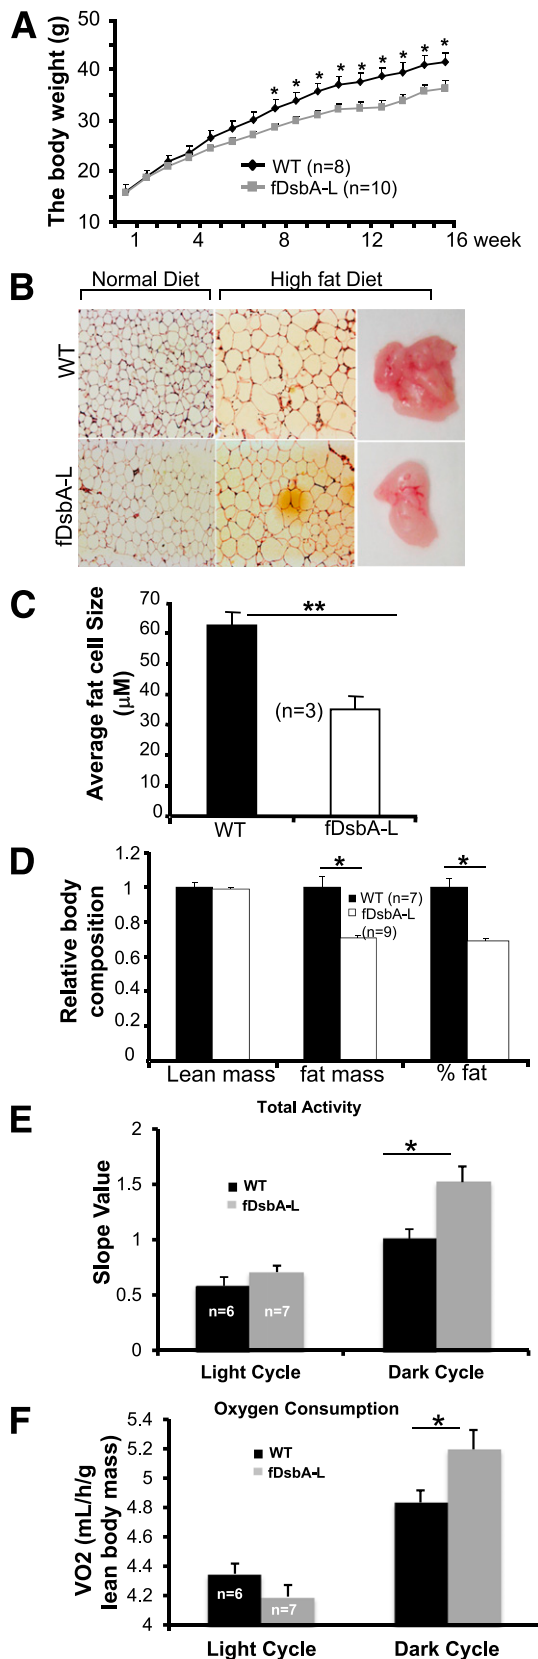 A
The body weight (g)
50
40
30
20
10
* * * * * * * * *
WT (n=8)
fDsbA-L (n=10)
1 4 8 12 16 week
B
Normal Diet High fat Diet
WT
fDsbA-L
C
Average fat cell Size
(μM)
70
60
50
40
30
20
10
0
**
(n=3)
WT fDsbA-L
D
Relative body
composition
1.2
1
0.8
0.6
0.4
0.2
0
* *
WT (n=7)
fDsbA-L
(n=9)
Lean mass fat mass % fat
E
Total Activity
Slope Value
2
1.5
1
0.5
0
*
WT
fDsbA-L
n=6 n=7
Light Cycle Dark Cycle
F
Oxygen Consumption
VO2 (mL/h/g
lean body mass)
5.4
5.2
5
4.8
4.6
4.4
4.2
4
*
WT
fDsbA-L
n=6
n=7
Light Cycle Dark Cycle